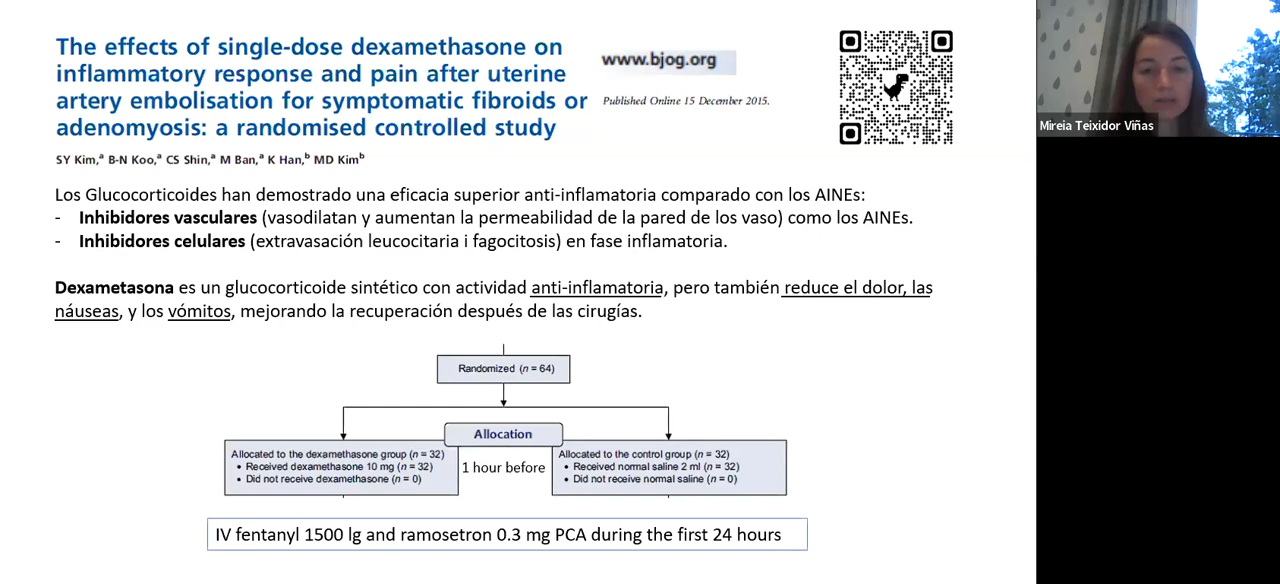 The effects of single-dose dexamethasone on
inflammatory response and pain after uterine
artery embolisation for symptomatic fibroids or
adenomyosis: a randomised controlled study
www.bjog.org
Published Online 15 December 2015.
SY Kim,a B-N Koo,a CS Shin,a M Ban,a K Han,b MD Kimb
Mireia Teixidor Viñas
Los Glucocorticoides han demostrado una eficacia superior anti-inflamatoria comparado con los AINEs:
- Inhibidores vasculares (vasodilatan y aumentan la permeabilidad de la pared de los vaso) como los AINEs.
- Inhibidores celulares (extravasación leucocitaria i fagocitosis) en fase inflamatoria.
Dexametasona es un glucocorticoide sintético con actividad anti-inflamatoria, pero también reduce el dolor, las
náuseas, y los vómitos, mejorando la recuperación después de las cirugías.
Randomized (n = 64)
Allocation
Allocated to the dexamethasone group (n = 32)
• Received dexamethasone 10 mg (n = 32)
• Did not receive dexamethasone (n = 0)
1 hour before
Allocated to the control group (n = 32)
• Received normal saline 2 ml (n = 32)
• Did not receive normal saline (n = 0)
IV fentanyl 1500 lg and ramosetron 0.3 mg PCA during the first 24 hours